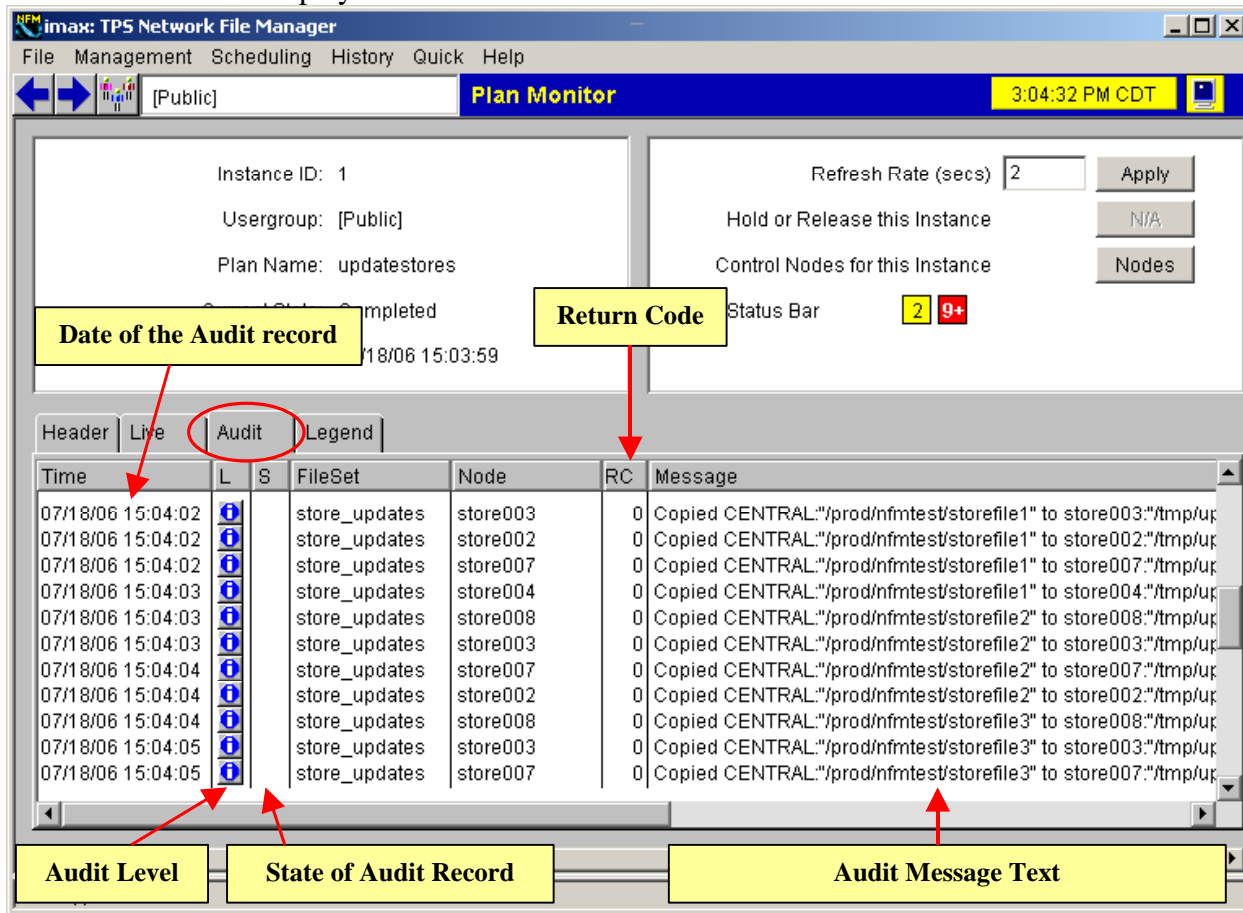 play
NFM imax: TPS Network File Manager
File Management Scheduling History Quick Help
[Public] Plan Monitor 3:04:32 PM CDT
Instance ID: 1
Usergroup: [Public]
Plan Name: updatestores
Completed
/18/06 15:03:59
Refresh Rate (secs) 2 Apply
Hold or Release this Instance N/A
Control Nodes for this Instance Nodes
Status Bar 2 9+
Date of the Audit record
Return Code
Header Live Audit Legend
Time L S FileSet Node RC Message
07/18/06 15:04:02 store_updates store003 0 Copied CENTRAL:"/prod/nfmtest/storefile1" to store003:"/tmp/up
07/18/06 15:04:02 store_updates store002 0 Copied CENTRAL:"/prod/nfmtest/storefile1" to store002:"/tmp/up
07/18/06 15:04:02 store_updates store007 0 Copied CENTRAL:"/prod/nfmtest/storefile1" to store007:"/tmp/up
07/18/06 15:04:03 store_updates store004 0 Copied CENTRAL:"/prod/nfmtest/storefile1" to store004:"/tmp/up
07/18/06 15:04:03 store_updates store008 0 Copied CENTRAL:"/prod/nfmtest/storefile2" to store008:"/tmp/up
07/18/06 15:04:03 store_updates store003 0 Copied CENTRAL:"/prod/nfmtest/storefile2" to store003:"/tmp/up
07/18/06 15:04:04 store_updates store007 0 Copied CENTRAL:"/prod/nfmtest/storefile2" to store007:"/tmp/up
07/18/06 15:04:04 store_updates store002 0 Copied CENTRAL:"/prod/nfmtest/storefile2" to store002:"/tmp/up
07/18/06 15:04:04 store_updates store008 0 Copied CENTRAL:"/prod/nfmtest/storefile3" to store008:"/tmp/up
07/18/06 15:04:05 store_updates store003 0 Copied CENTRAL:"/prod/nfmtest/storefile3" to store003:"/tmp/up
07/18/06 15:04:05 store_updates store007 0 Copied CENTRAL:"/prod/nfmtest/storefile3" to store007:"/tmp/up
Audit Level
State of Audit Record
Audit Message Text